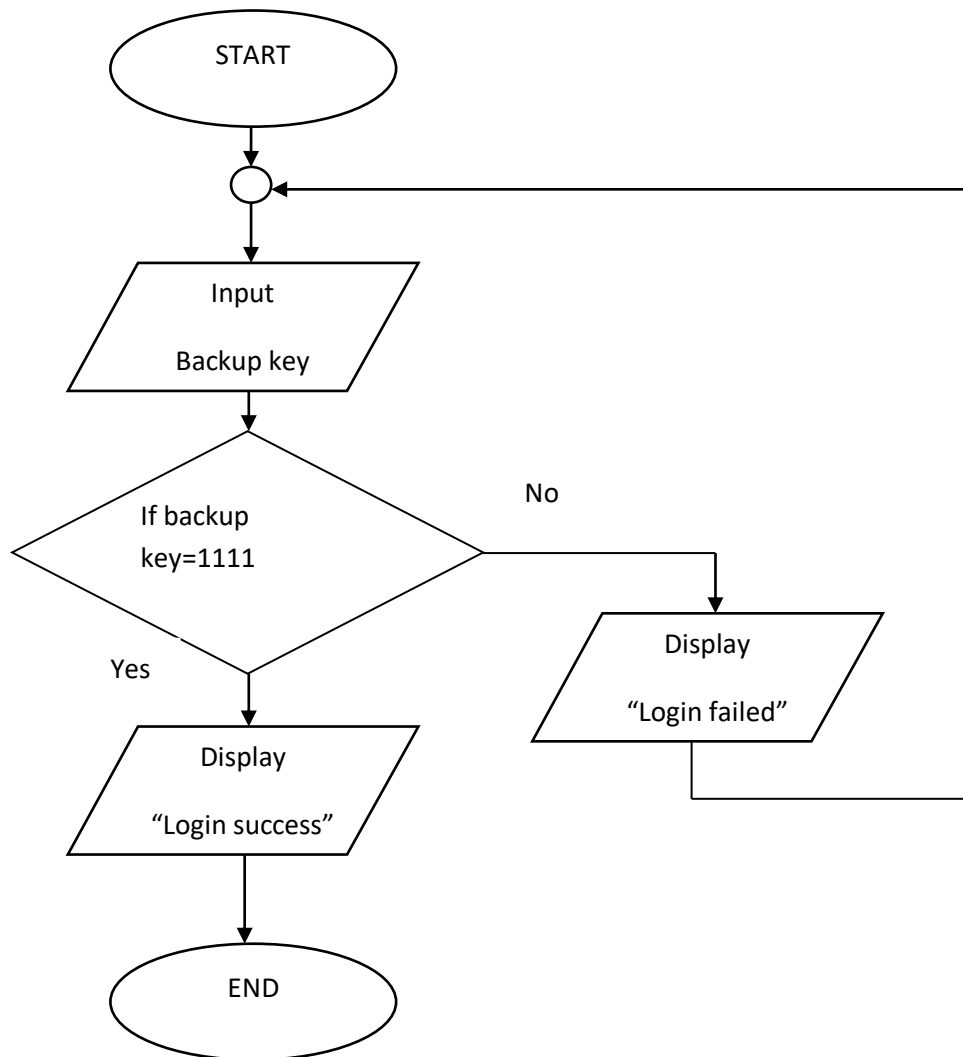 START
Input
Backup key
No
If backup
key=1111
Yes
Display
“Login failed”
Display
“Login success”
END